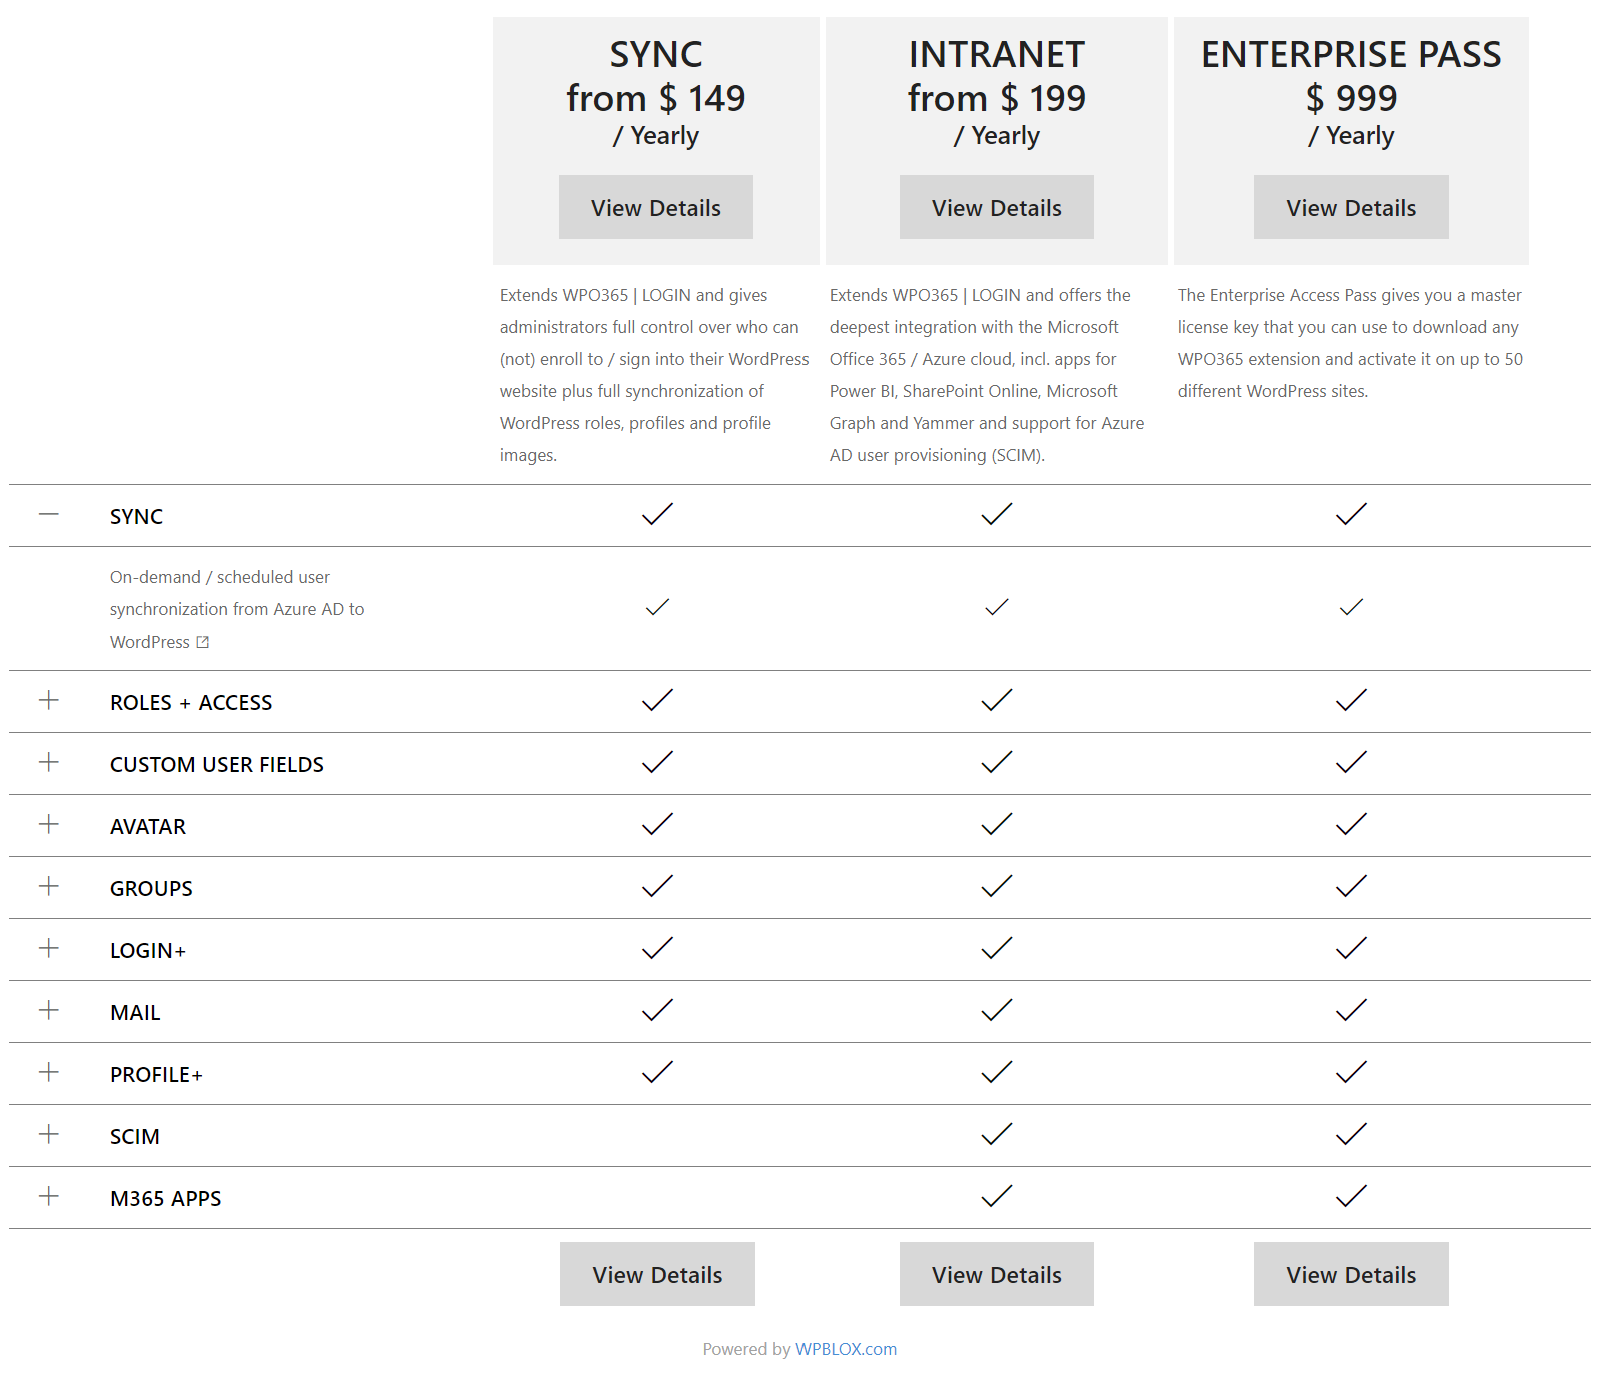 SYNC
from $ 149
/ Yearly
View Details
INTRANET
from $ 199
/ Yearly
View Details
ENTERPRISE PASS
$ 999
/ Yearly
View Details
Extends WPO365 | LOGIN and gives
administrators full control over who can
(not) enroll to / sign into their WordPress
website plus full synchronization of
WordPress roles, profiles and profile
images.
Extends WPO365 | LOGIN and offers the
deepest integration with the Microsoft
Office 365 / Azure cloud, incl. apps for
Power BI, SharePoint Online, Microsoft
Graph and Yammer and support for Azure
AD user provisioning (SCIM).
The Enterprise Access Pass gives you a master
license key that you can use to download any
WPO365 extension and activate it on up to 50
different WordPress sites.
SYNC
On-demand / scheduled user
synchronization from Azure AD to
WordPress
ROLES + ACCESS
CUSTOM USER FIELDS
AVATAR
GROUPS
LOGIN+
MAIL
PROFILE+
SCIM
M365 APPS
View Details
View Details
View Details
Powered by WPBLOX.com